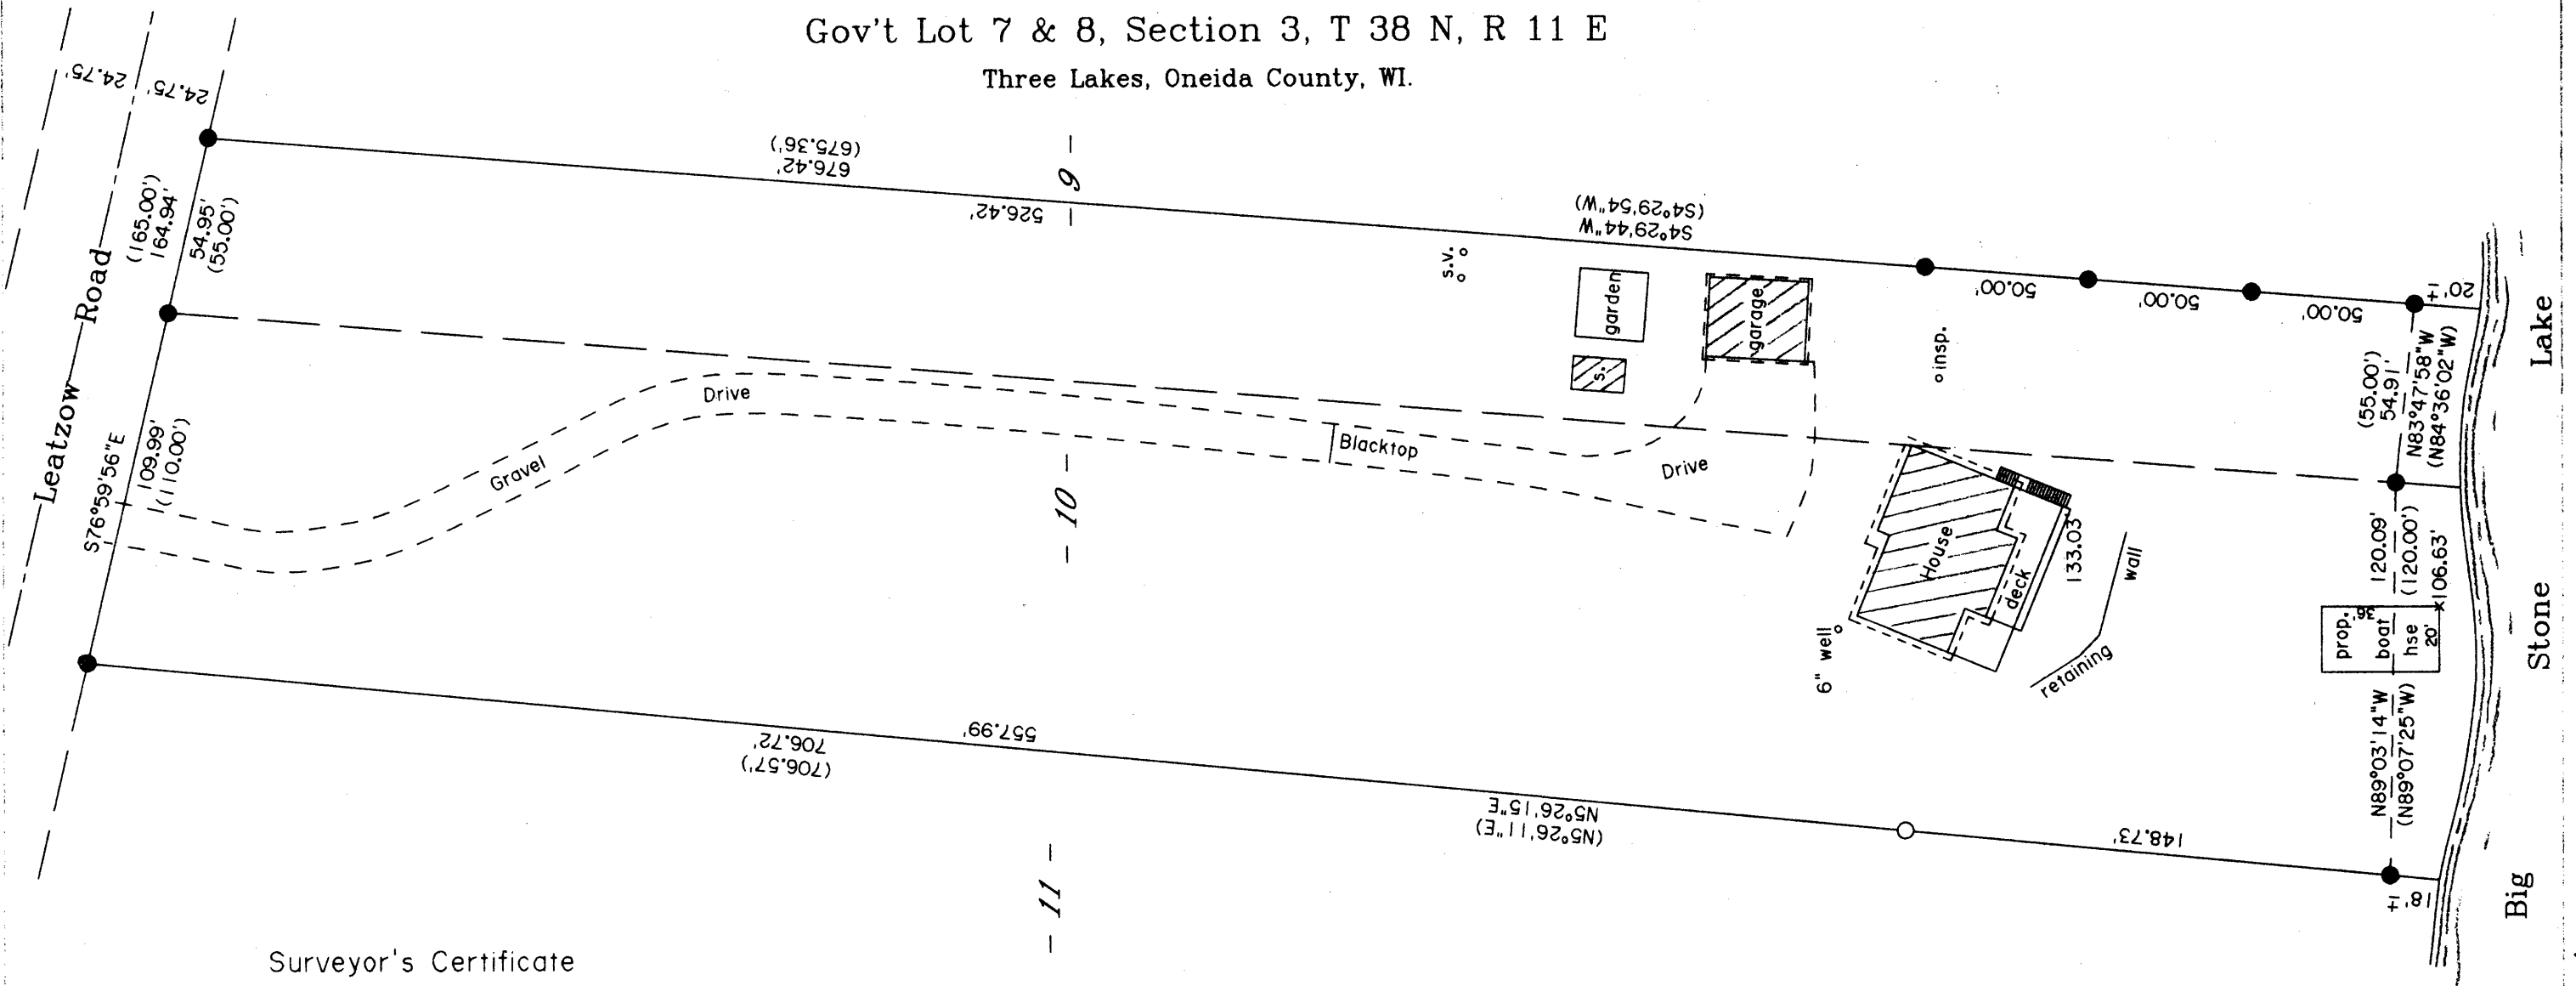 Gov't Lot 7 & 8, Section 3, T 38 N, R 11 E
Three Lakes, Oneida County, WI.
24.75'
24.75'
Leatzow Road
(165.00')
164.94'
54.95'
(55.00')
S76°59'56"E
109.99'
(110.00')
(675.36')
676.42'
526.42'
9
(S4°29'54"W)
S4°29'44"W
s.v.
garden
garage
s.
insp.
50.00'
50.00'
50.00'
20'±
Gravel
Drive
Blacktop
Drive
10
House
deck
133.03
wall
retaining
6" well
(55.00')
54.91'
N83°47'58"W
(N84°36'02"W)
120.09'
(120.00')
106.63'
prop.
36'
boat
hse
20'
N89°03'14"W
(N89°07'25"W)
557.99'
706.72'
(706.57')
N5°26'15"E
(N5°26'11"E)
148.73'
18'±
11
Big Stone Lake
Surveyor's Certificate